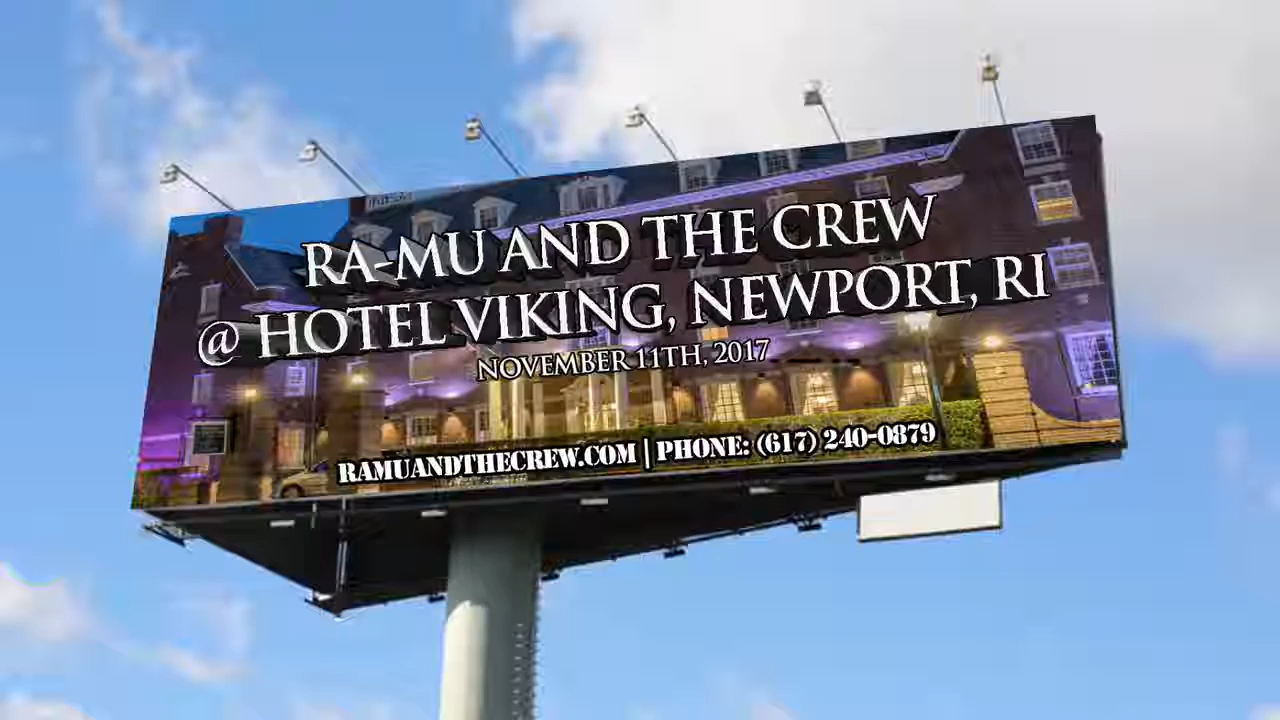 RA-MU AND THE CREW
@ HOTEL VIKING, NEWPORT, RI
NOVEMBER 11TH, 2017
RAMUANDTHECREW.COM | PHONE: (617) 240-0879